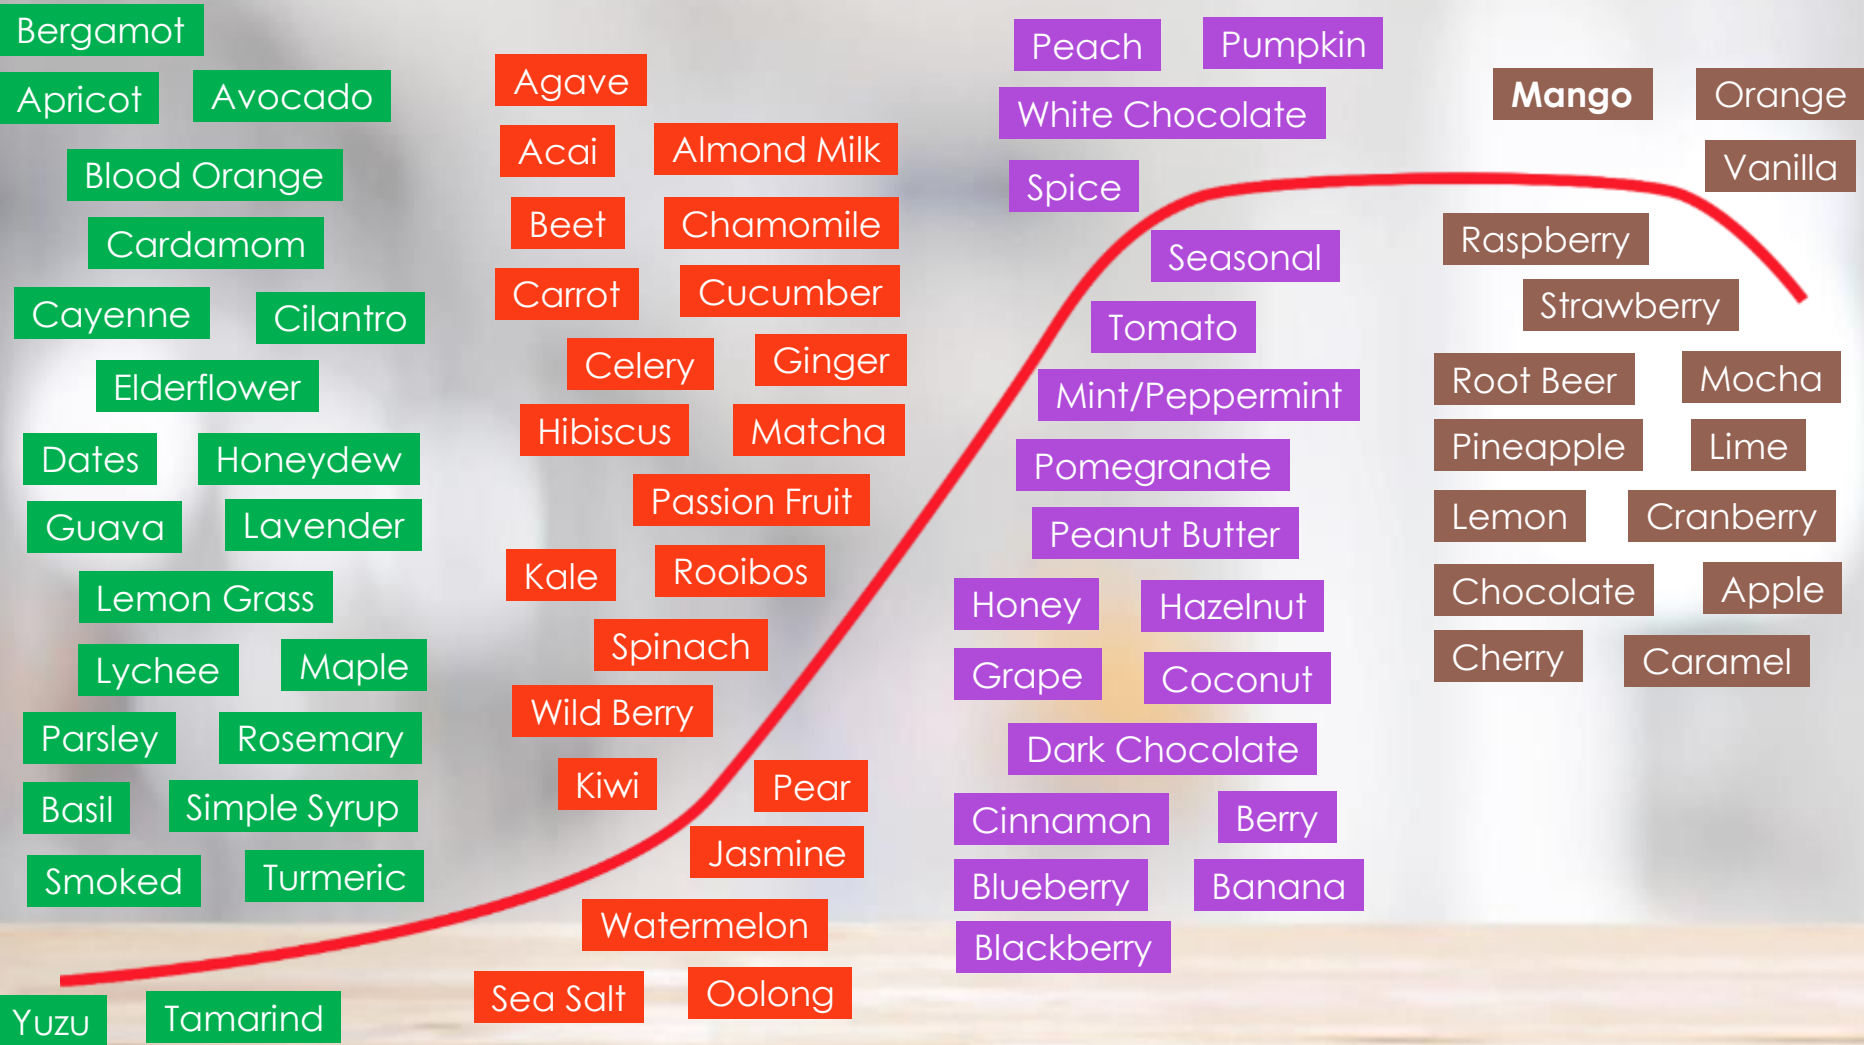 Bergamot
Apricot
Avocado
Blood Orange
Cardamom
Cayenne
Cilantro
Elderflower
Dates
Honeydew
Guava
Lavender
Lemon Grass
Lychee
Maple
Parsley
Rosemary
Basil
Simple Syrup
Smoked
Turmeric
Yuzu
Tamarind
Agave
Acai
Almond Milk
Beet
Chamomile
Carrot
Cucumber
Celery
Ginger
Hibiscus
Matcha
Passion Fruit
Kale
Rooibos
Spinach
Wild Berry
Kiwi
Pear
Jasmine
Watermelon
Sea Salt
Oolong
Peach
Pumpkin
White Chocolate
Spice
Seasonal
Tomato
Mint/Peppermint
Pomegranate
Peanut Butter
Honey
Hazelnut
Grape
Coconut
Dark Chocolate
Cinnamon
Berry
Blueberry
Banana
Blackberry
Mango
Orange
Vanilla
Raspberry
Strawberry
Root Beer
Mocha
Pineapple
Lime
Lemon
Cranberry
Chocolate
Apple
Cherry
Caramel